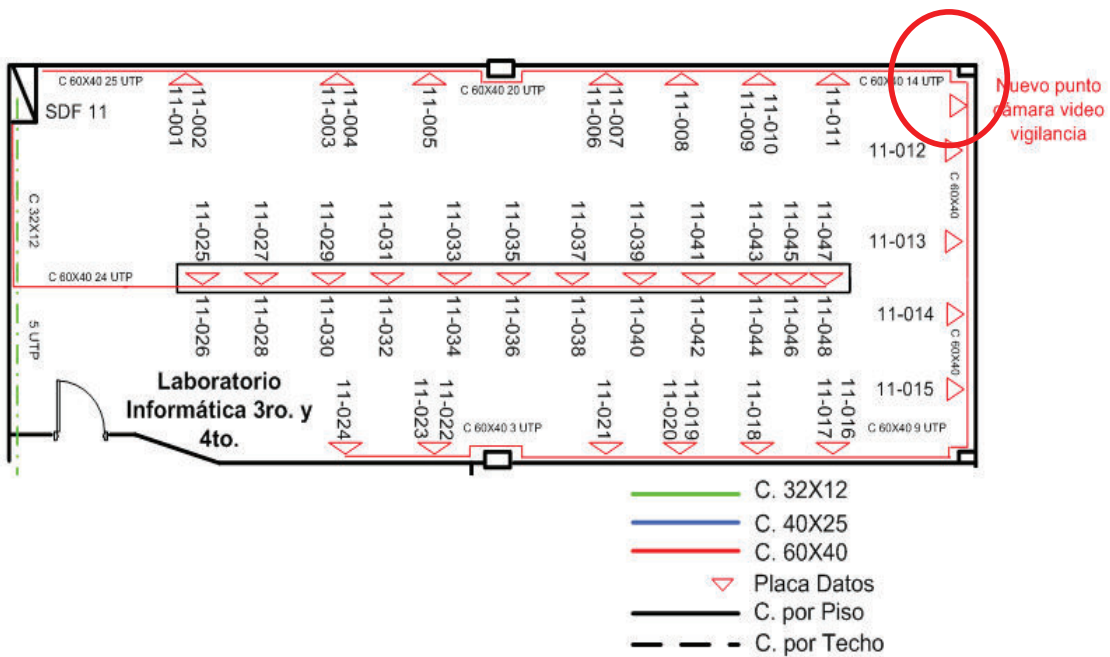 C 60X40 25 UTP
C 60X40 20 UTP
C 60X40 14 UTP
Nuevo punto
cámara video
vigilancia
SDF 11
11-001
11-002
11-003
11-004
11-005
11-006
11-007
11-008
11-009
11-010
11-011
11-012
C 60X40
11-013
11-014
C 60X40
11-015
C 32X12
C 60X40 24 UTP
5 UTP
11-025
11-027
11-029
11-031
11-033
11-035
11-037
11-039
11-041
11-043
11-045
11-047
11-026
11-028
11-030
11-032
11-034
11-036
11-038
11-040
11-042
11-044
11-046
11-048
Laboratorio
Informática 3ro. y
4to.
11-024
11-023
11-022
C 60X40 3 UTP
11-021
11-020
11-019
11-018
11-017
11-016
C 60X40 9 UTP
C. 32X12
C. 40X25
C. 60X40
Placa Datos
C. por Piso
C. por Techo